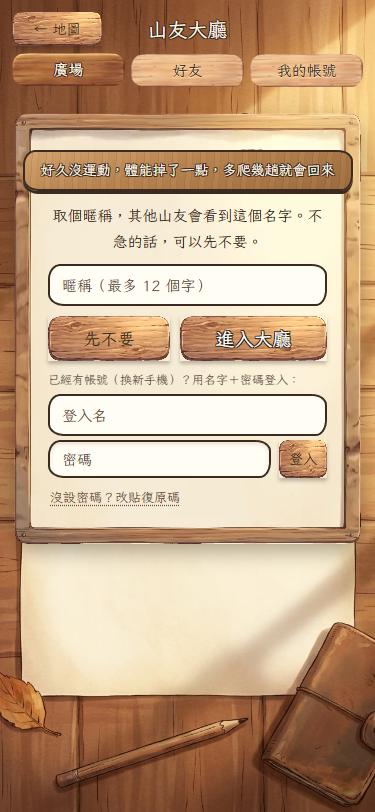 ← 地圖
山友大廳
廣場
好友
我的帳號
好久沒運動，體能掉了一點，多爬幾趟就會回來
取個暱稱，其他山友會看到這個名字。不
急的話，可以先不要。
暱稱（最多 12 個字）
先不要
進入大廳
已經有帳號（換新手機）？用名字＋密碼登入：
登入名
密碼
登入
沒設密碼？改貼復原碼